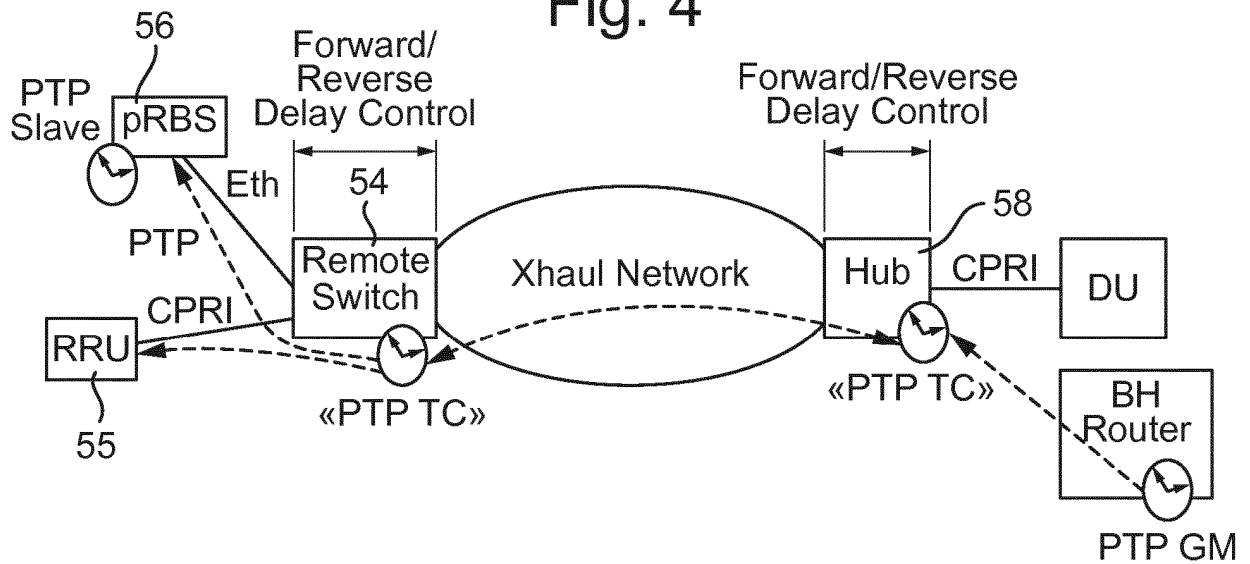 Fig. 4
56
PTP
Slave
pRBS
Forward/
Reverse
Delay Control
Forward/Reverse
Delay Control
Eth
54
58
PTP
Remote
Switch
Xhaul Network
Hub
CPRI
DU
CPRI
RRU
55
«PTP TC»
«PTP TC»
BH
Router
PTP GM